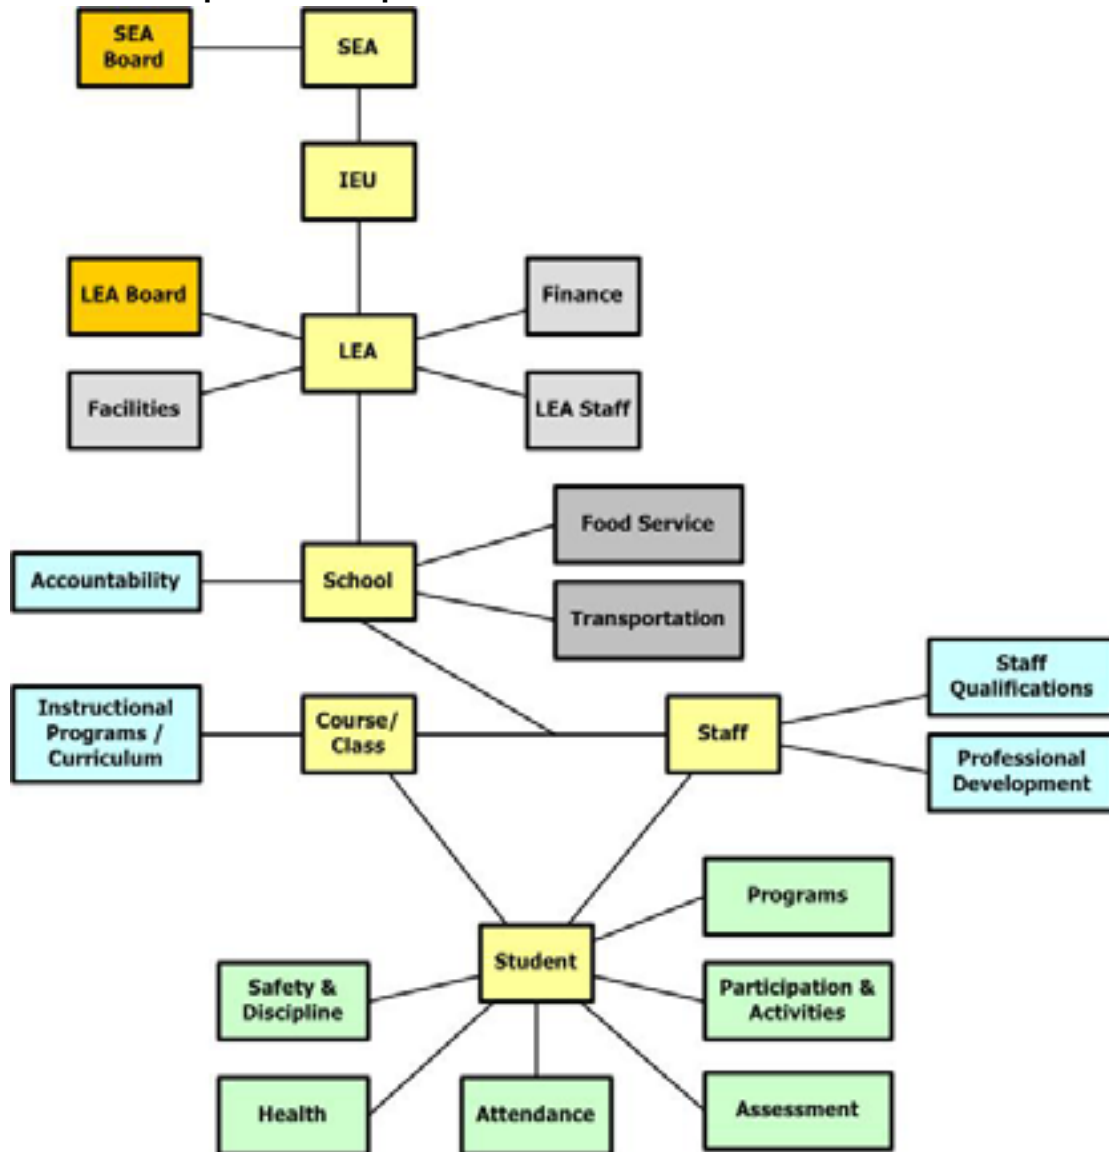 SEA
Board
SEA
IEU
LEA Board
Finance
LEA
Facilities
LEA Staff
Food Service
Accountability
School
Transportation
Staff
Qualifications
Instructional
Programs /
Curriculum
Course/
Class
Staff
Professional
Development
Programs
Student
Safety &
Discipline
Participation &
Activities
Health
Attendance
Assessment